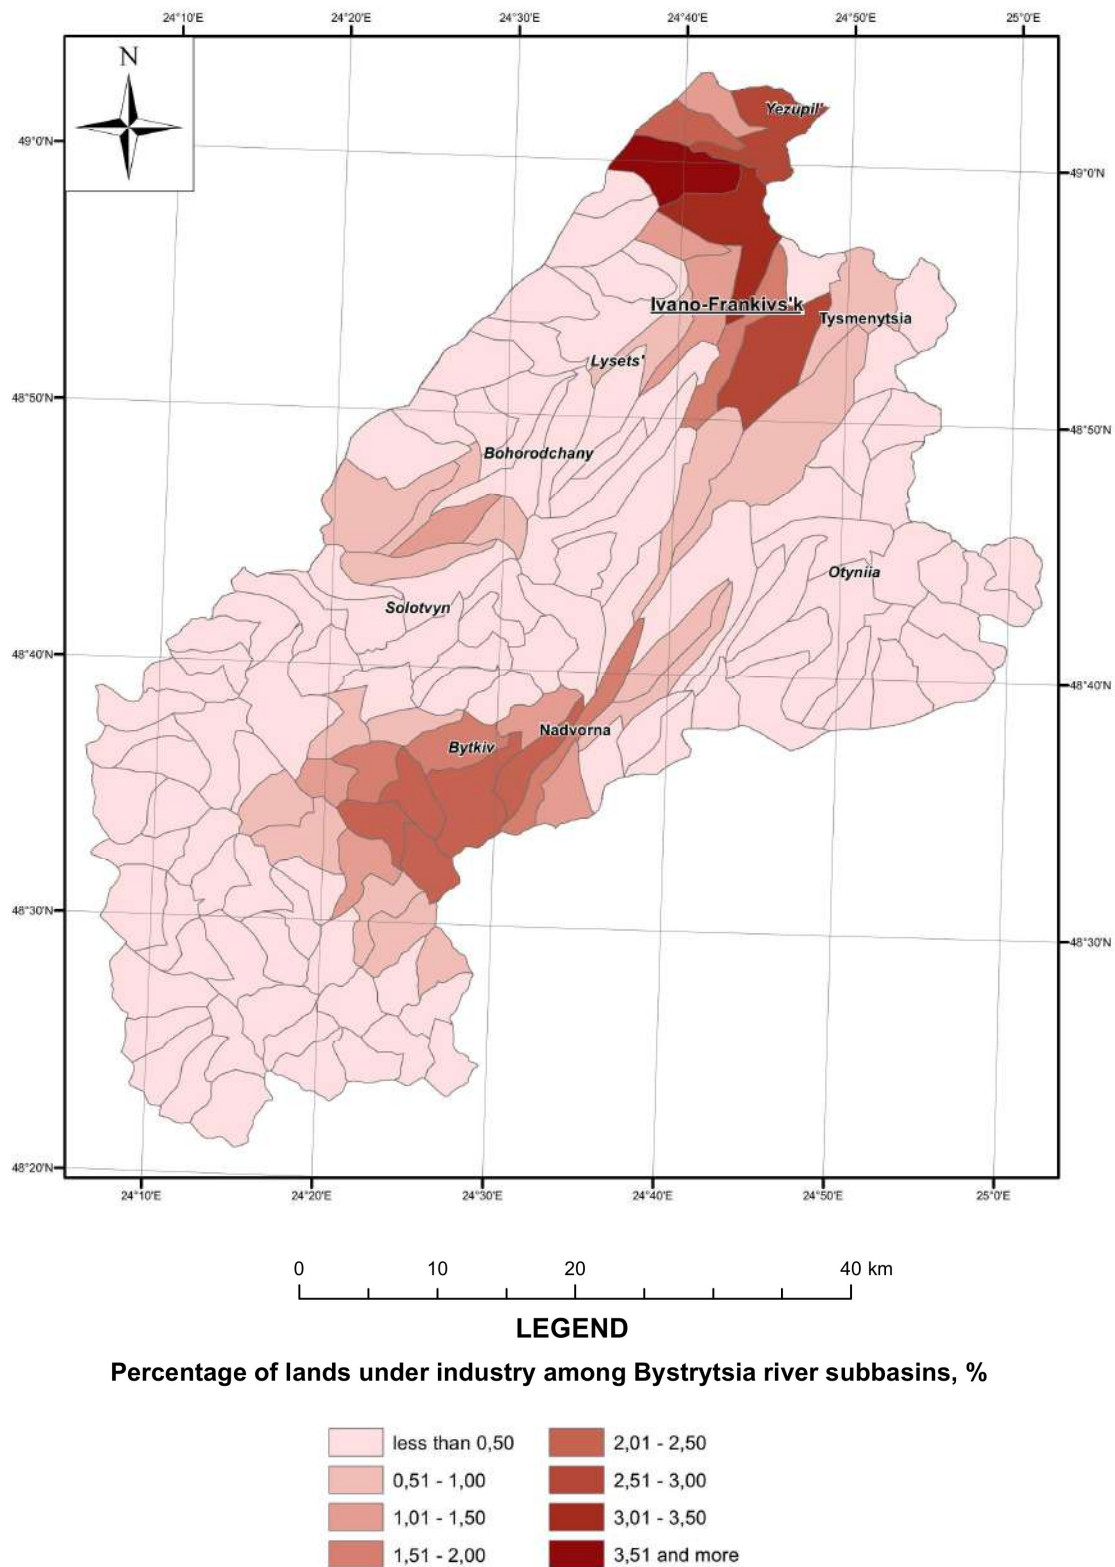 24°10'E 24°20'E 24°30'E 24°40'E 24°50'E 25°0'E
N
Yezupil'
49°0'N
49°0'N
Ivano-Frankivs'k
Tysmenytsia
Lysets'
48°50'N
48°50'N
Bohorodchany
Otyniia
Solotvyn
48°40'N
48°40'N
Nadvorna
Bytkiv
48°30'N
48°30'N
48°20'N
24°10'E 24°20'E 24°30'E 24°40'E 24°50'E 25°0'E
0 10 20 40 km
LEGEND
Percentage of lands under industry among Bystrytsia river subbasins, %
less than 0,50 2,01 - 2,50
0,51 - 1,00 2,51 - 3,00
1,01 - 1,50 3,01 - 3,50
1,51 - 2,00 3,51 and more